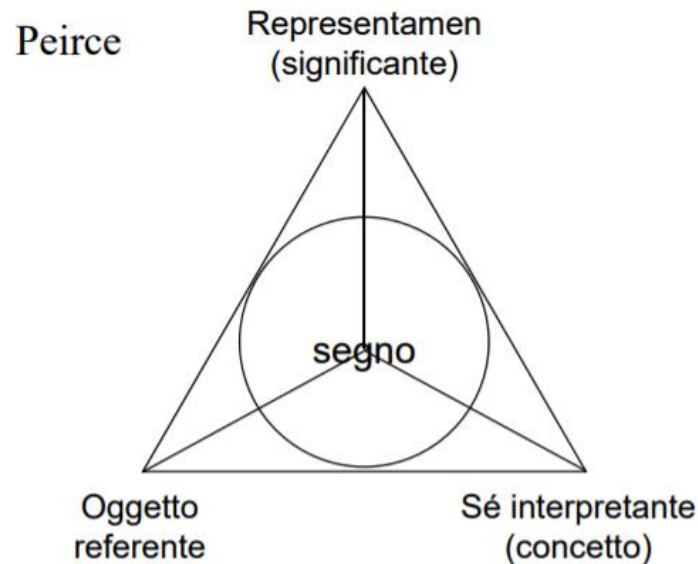 Peirce
Representamen
(significante)
segno
Oggetto
referente
Sé interpretante
(concetto)